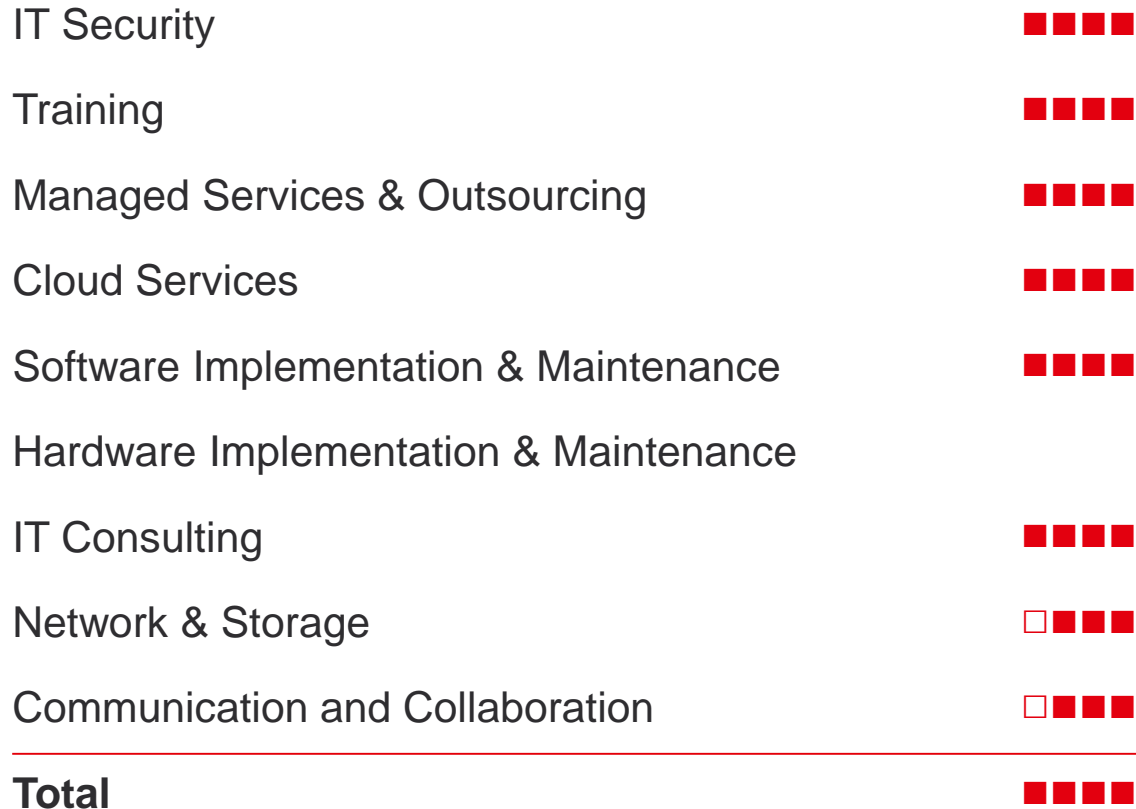 IT Security ■■■■
Training ■■■■
Managed Services & Outsourcing ■■■■
Cloud Services ■■■■
Software Implementation & Maintenance ■■■■
Hardware Implementation & Maintenance
IT Consulting ■■■■
Network & Storage □■■■
Communication and Collaboration □■■■
Total ■■■■